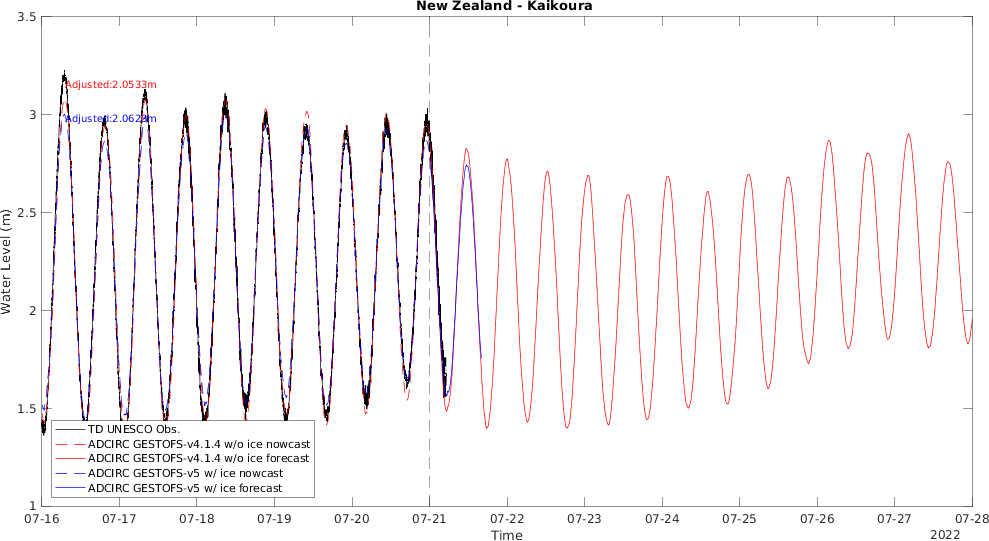 New Zealand - Kaikoura
3.5
3
2.5
2
1.5
1
Water Level (m)
Adjusted:2.0533m
Adjusted:2.0623m
TD UNESCO Obs.
ADCIRC GESTOFS-v4.1.4 w/o ice nowcast
ADCIRC GESTOFS-v4.1.4 w/o ice forecast
ADCIRC GESTOFS-v5 w/ ice nowcast
ADCIRC GESTOFS-v5 w/ ice forecast
07-16 07-17 07-18 07-19 07-20 07-21 07-22 07-23 07-24 07-25 07-26 07-27 07-28
Time
2022